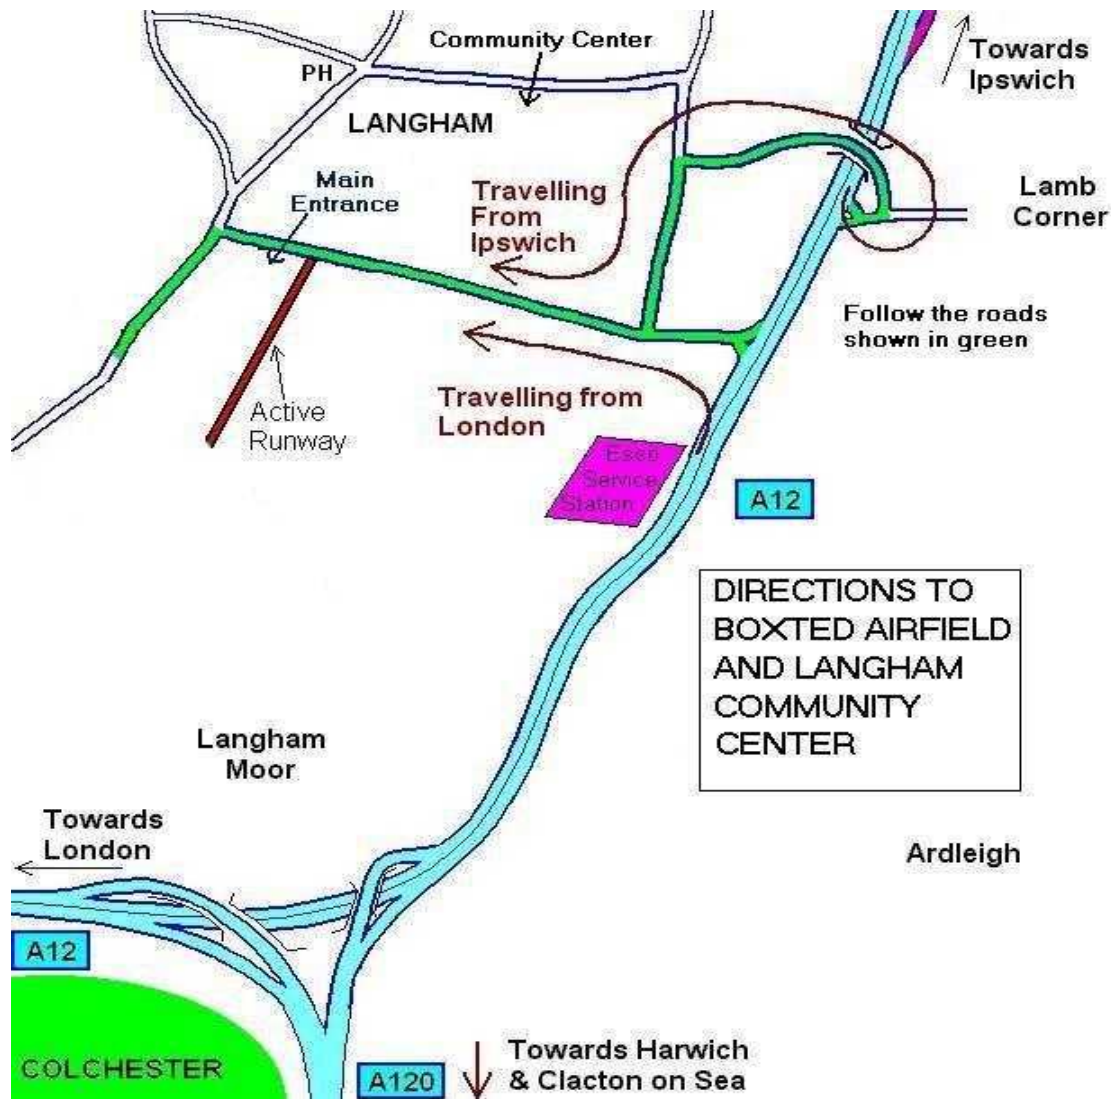 Community Center
Towards
Ipswich
PH
LANGHAM
Main
Entrance
Travelling
From
Ipswich
Lamb
Corner
Follow the roads
shown in green
Travelling from
London
Active
Runway
Esso
Service
Station
A12
DIRECTIONS TO
BOXTED AIRFIELD
AND LANGHAM
COMMUNITY
CENTER
Langham
Moor
Towards
London
Ardleigh
A12
COLCHESTER
A120
Towards Harwich
& Clacton on Sea